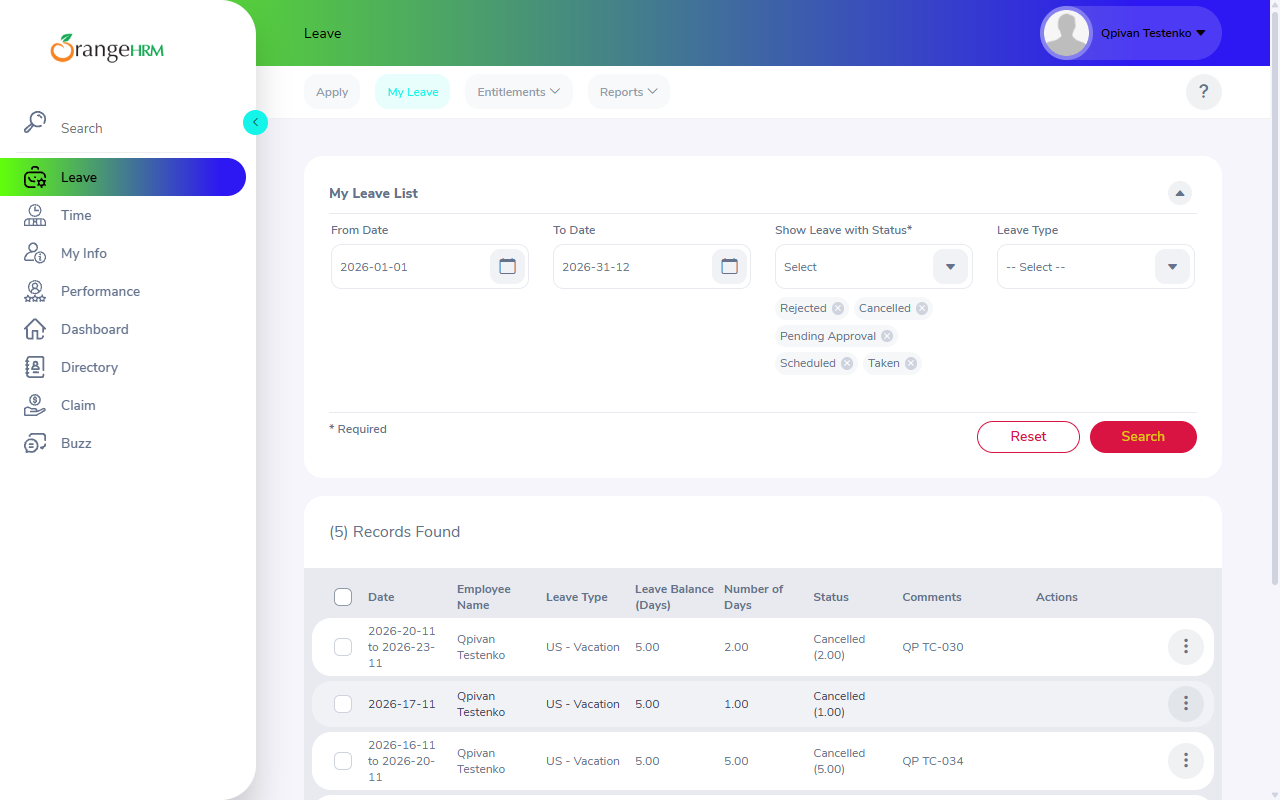 Leave
Qpivan Testenko
OrangeHRM
Search
Leave
Time
My Info
Performance
Dashboard
Directory
Claim
Buzz
Apply
My Leave
Entitlements
Reports
?
My Leave List
From Date
To Date
Show Leave with Status*
Leave Type
2026-01-01
2026-31-12
Select
-- Select --
Rejected
Cancelled
Pending Approval
Scheduled
Taken
* Required
Reset
Search
(5) Records Found
Date
Employee Name
Leave Type
Leave Balance (Days)
Number of Days
Status
Comments
Actions
2026-20-11 to 2026-23-11
Qpivan Testenko
US - Vacation
5.00
2.00
Cancelled (2.00)
QP TC-030
2026-17-11
Qpivan Testenko
US - Vacation
5.00
1.00
Cancelled (1.00)
2026-16-11 to 2026-20-11
Qpivan Testenko
US - Vacation
5.00
5.00
Cancelled (5.00)
QP TC-034